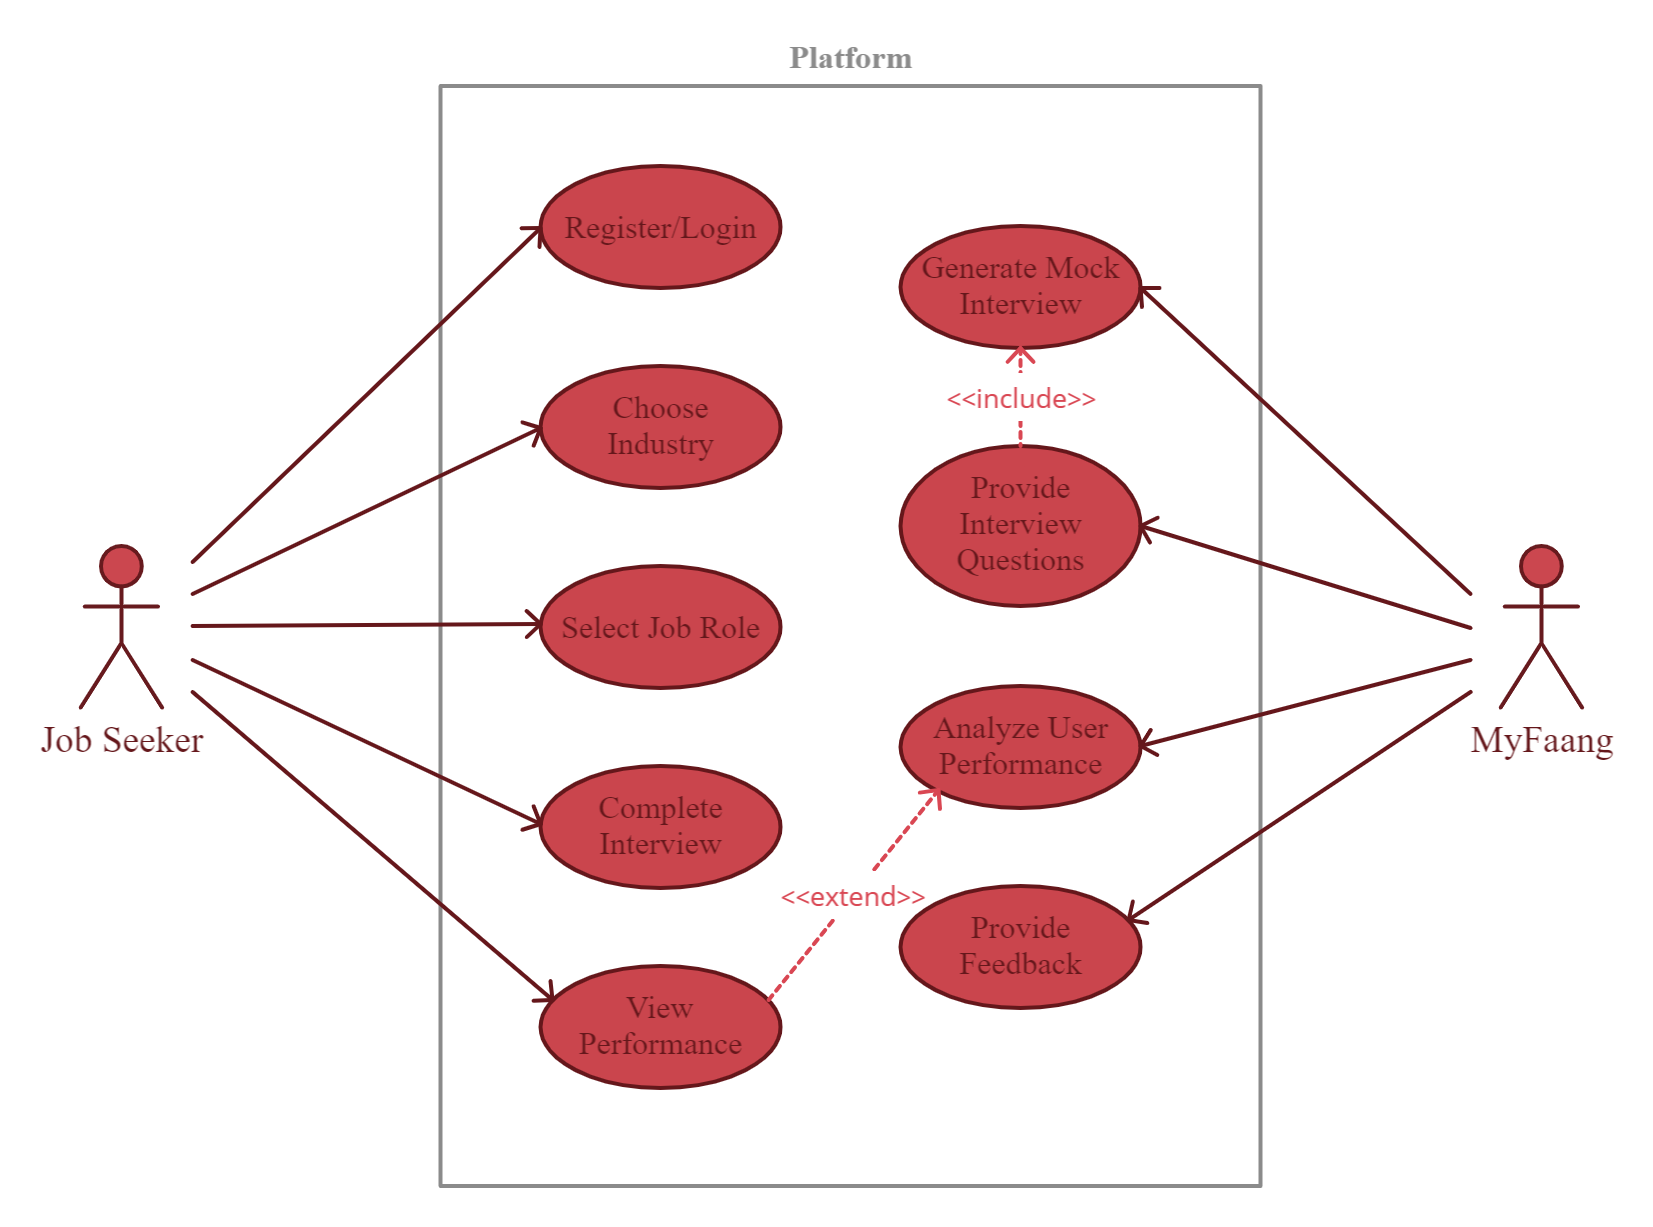 Platform
Register/Login
Generate Mock
Interview
<<include>>
Choose
Industry
Provide
Interview
Questions
Select Job Role
Job Seeker
MyFaang
Analyze User
Performance
Complete
Interview
<<extend>>
Provide
Feedback
View
Performance